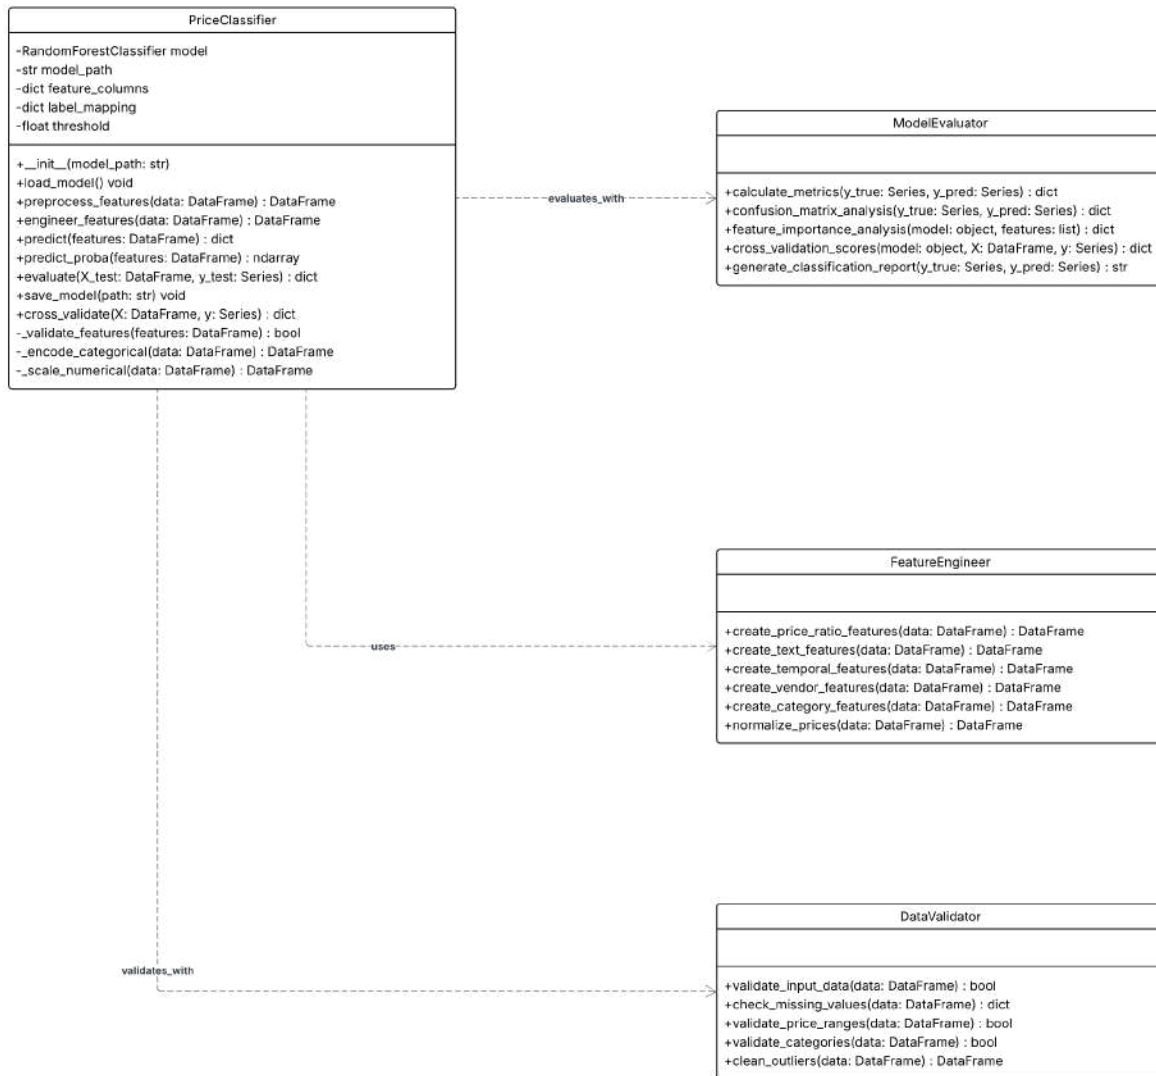 PriceClassifier
-RandomForestClassifier model
-str model_path
-dict feature_columns
-dict label_mapping
-float threshold
+__init__(model_path: str)
+load_model() void
+preprocess_features(data: DataFrame) : DataFrame
+engineer_features(data: DataFrame) : DataFrame
+predict(features: DataFrame) : dict
+predict_proba(features: DataFrame) : ndarray
+evaluate(X_test: DataFrame, y_test: Series) : dict
+save_model(path: str) void
+cross_validate(X: DataFrame, y: Series) : dict
-_validate_features(features: DataFrame) : bool
-_encode_categorical(data: DataFrame) : DataFrame
-_scale_numerical(data: DataFrame) : DataFrame
evaluates_with
ModelEvaluator
+calculate_metrics(y_true: Series, y_pred: Series) : dict
+confusion_matrix_analysis(y_true: Series, y_pred: Series) : dict
+feature_importance_analysis(model: object, features: list) : dict
+cross_validation_scores(model: object, X: DataFrame, y: Series) : dict
+generate_classification_report(y_true: Series, y_pred: Series) : str
uses
FeatureEngineer
+create_price_ratio_features(data: DataFrame) : DataFrame
+create_text_features(data: DataFrame) : DataFrame
+create_temporal_features(data: DataFrame) : DataFrame
+create_vendor_features(data: DataFrame) : DataFrame
+create_category_features(data: DataFrame) : DataFrame
+normalize_prices(data: DataFrame) : DataFrame
validates_with
DataValidator
+validate_input_data(data: DataFrame) : bool
+check_missing_values(data: DataFrame) : dict
+validate_price_ranges(data: DataFrame) : bool
+validate_categories(data: DataFrame) : bool
+clean_outliers(data: DataFrame) : DataFrame